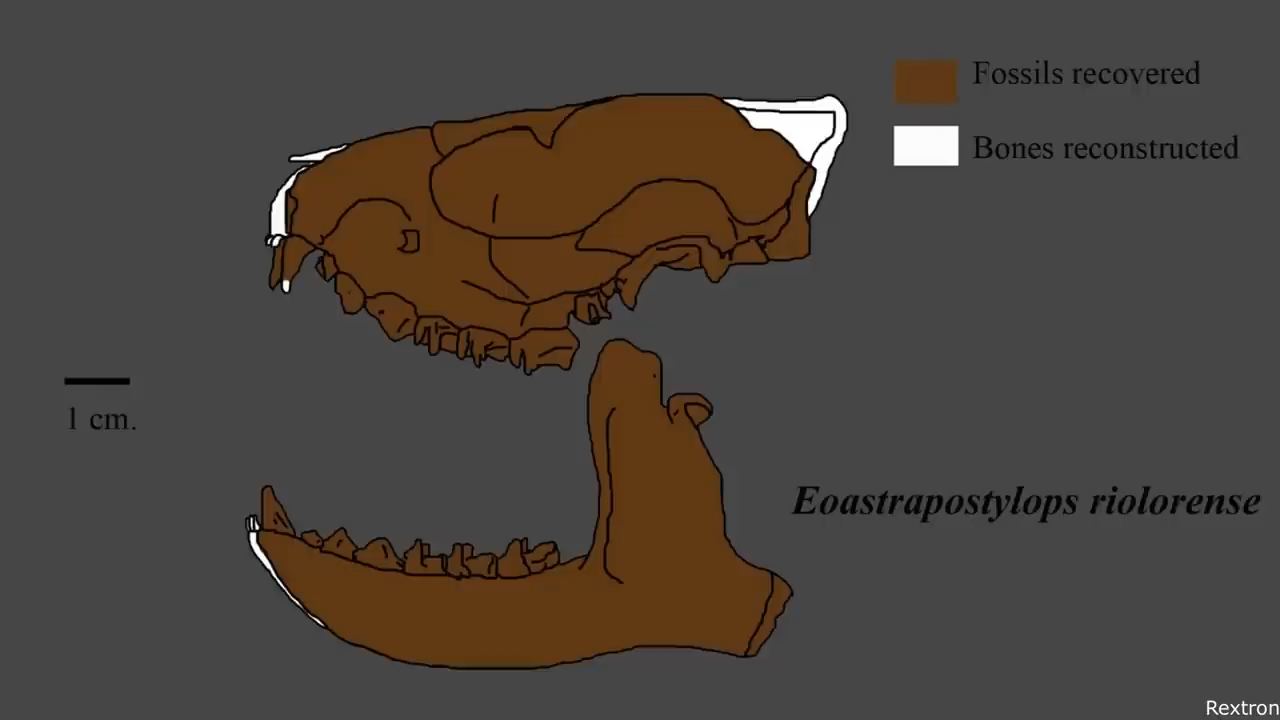 Fossils recovered
Bones reconstructed
1 cm.
Eoastrapostylops riolorense
Rextron